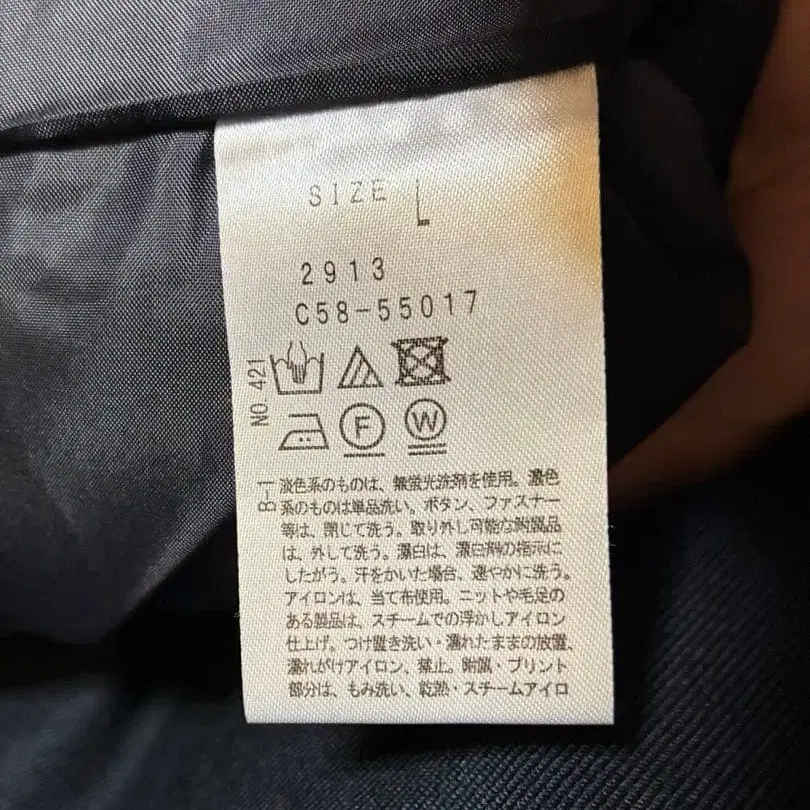 SIZE L
2913
C58-55017
NO. 421
F
W
B-1
淡色系のものは、無蛍光洗剤を使用。濃色
系のものは単品洗い。ボタン、ファスナー
等は、閉じて洗う。取り外し可能な附属品
は、外して洗う。漂白は、漂白剤の指示に
したがう。汗をかいた場合、速やかに洗う。
アイロンは、当て布使用。ニットや毛足の
ある製品は、スチームでの浮かしアイロン
仕上げ。つけ置き洗い・濡れたままの放置、
濡れがけアイロン、禁止。附属・プリント
部分は、もみ洗い、乾熱・スチームアイロ